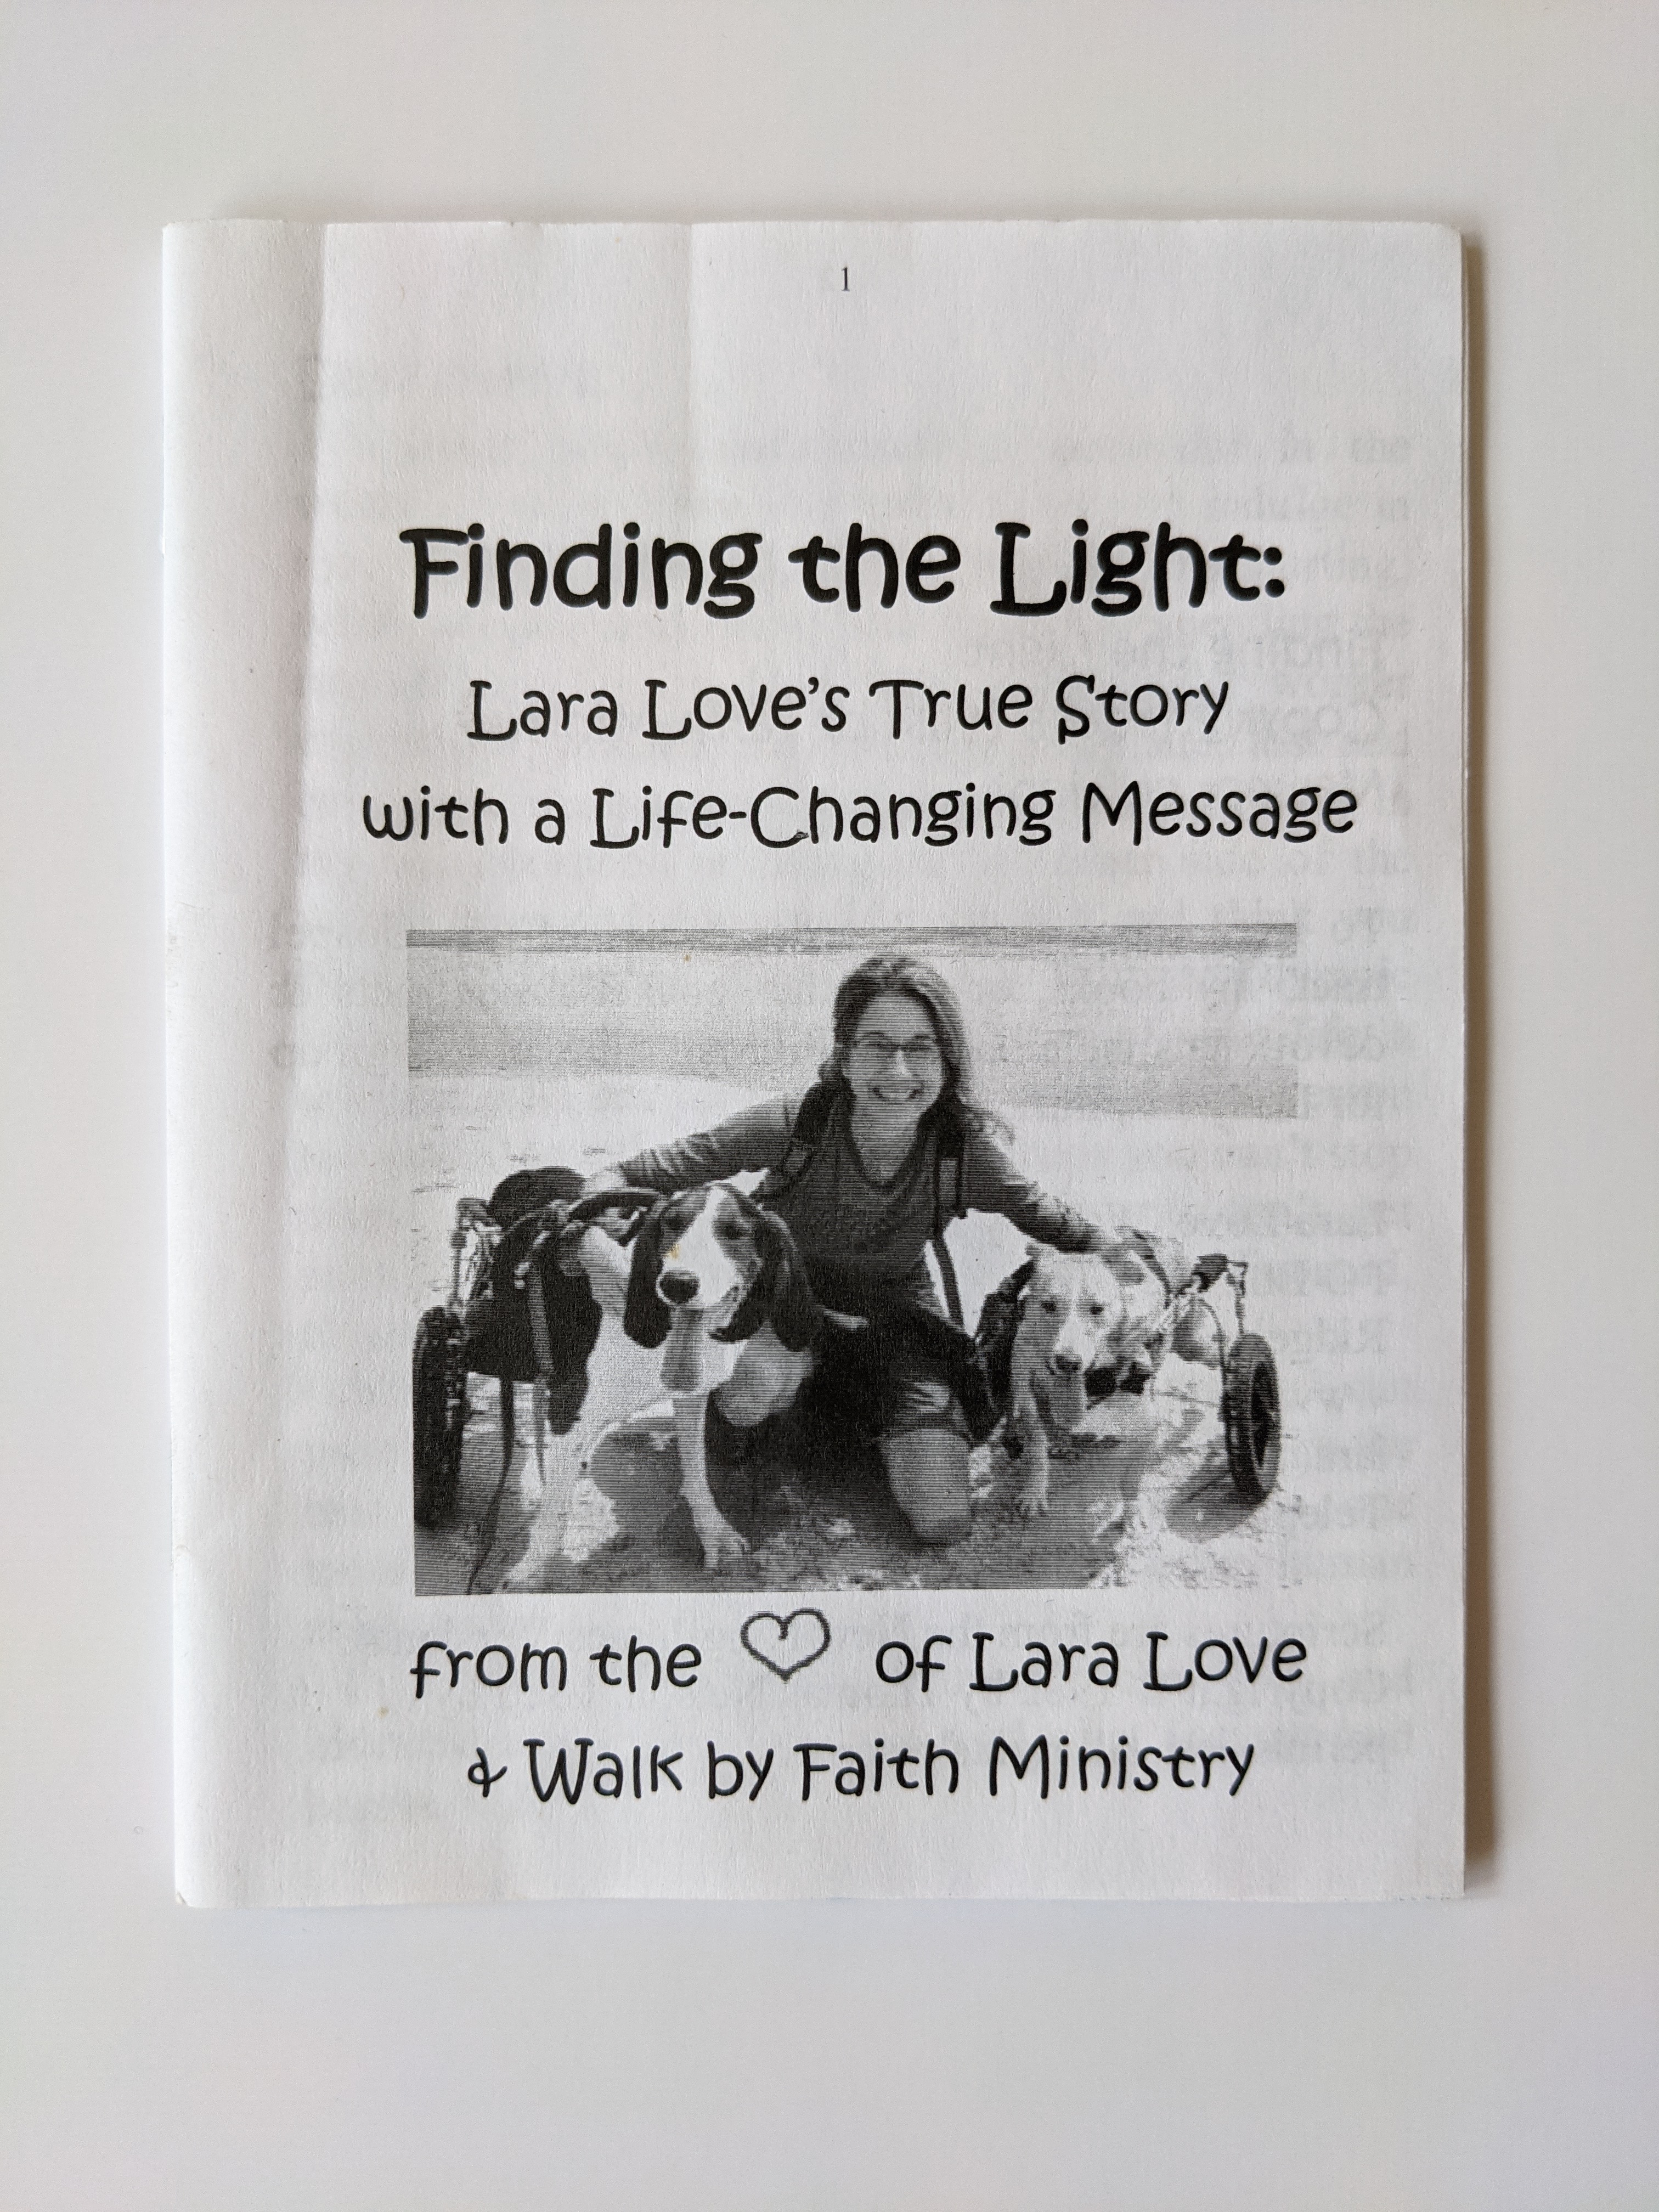 1
Finding the Light:
Lara Love's True Story
with a Life-Changing Message
from the ♡ of Lara Love
& Walk by Faith Ministry